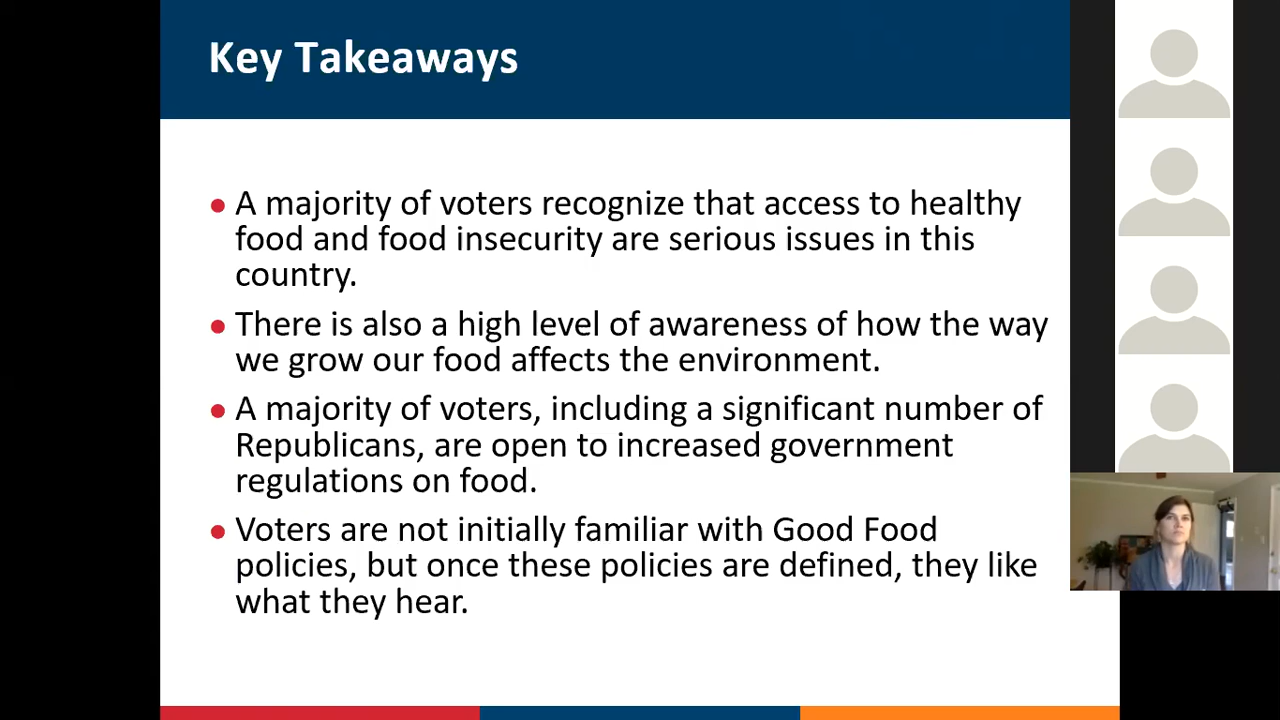 Key Takeaways
A majority of voters recognize that access to healthy
food and food insecurity are serious issues in this
country.
There is also a high level of awareness of how the way
we grow our food affects the environment.
A majority of voters, including a significant number of
Republicans, are open to increased government
regulations on food.
Voters are not initially familiar with Good Food
policies, but once these policies are defined, they like
what they hear.